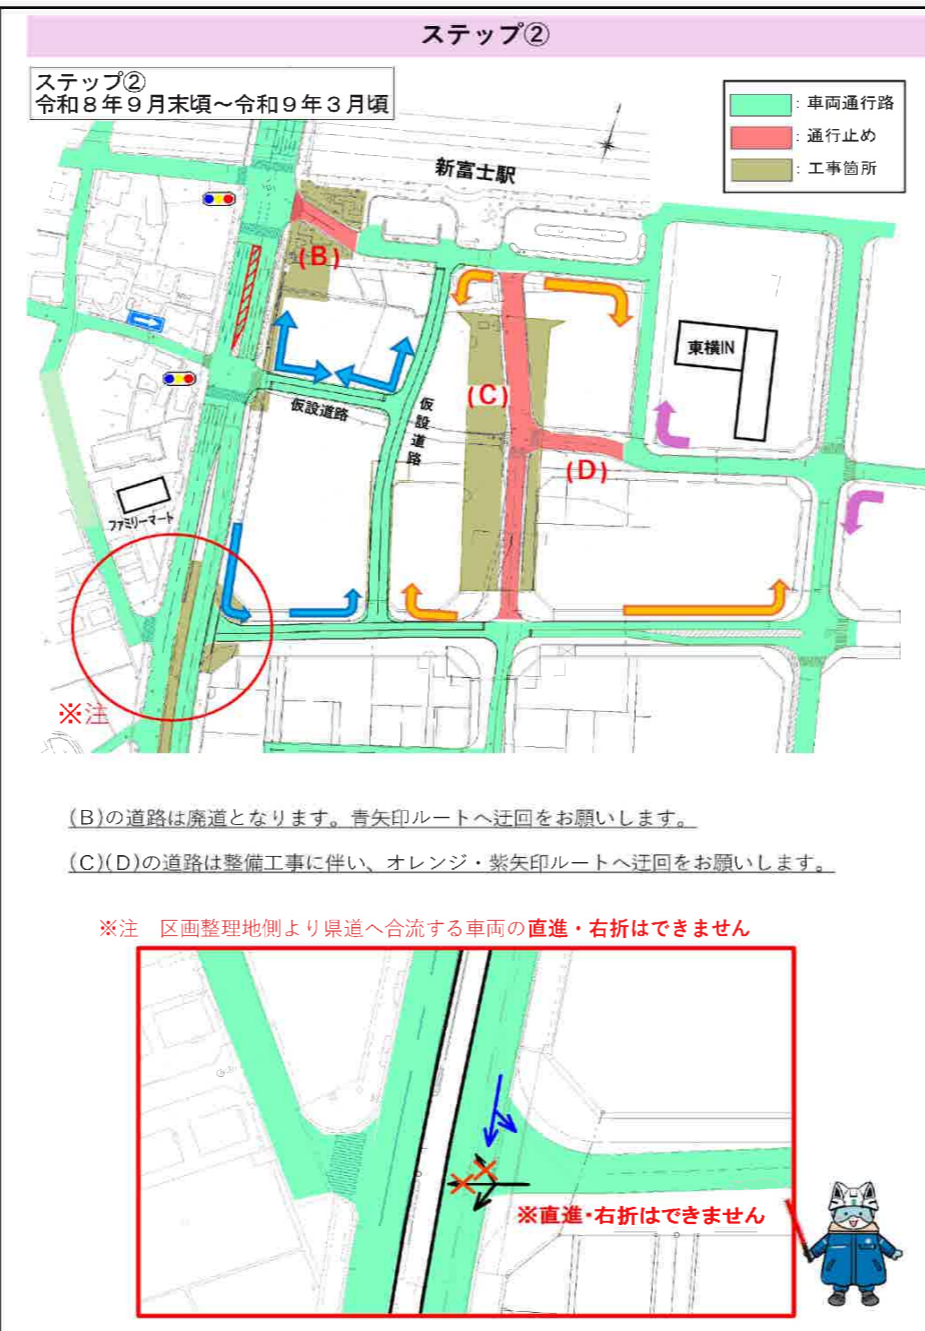 ステップ②
ステップ②
令和８年９月末頃～令和９年３月頃
：車両通行路
：通行止め
：工事箇所
新富士駅
(B)
東横IN
(C)
仮設道路
仮設道路
(D)
ファミリーマート
※注
(B)の道路は廃道となります。青矢印ルートへ迂回をお願いします。
(C)(D)の道路は整備工事に伴い、オレンジ・紫矢印ルートへ迂回をお願いします。
※注　区画整理地側より県道へ合流する車両の直進・右折はできません
※直進・右折はできません